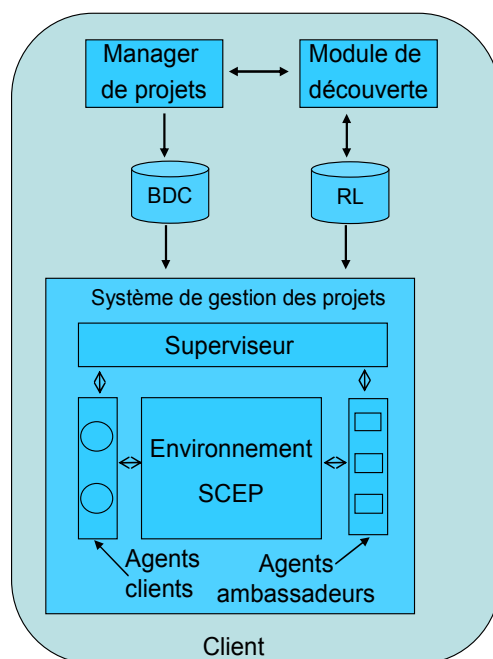 Manager
de projets
Module de
découverte
BDC
RL
Système de gestion des projets
Superviseur
Environnement
SCEP
Agents
clients
Agents
ambassadeurs
Client